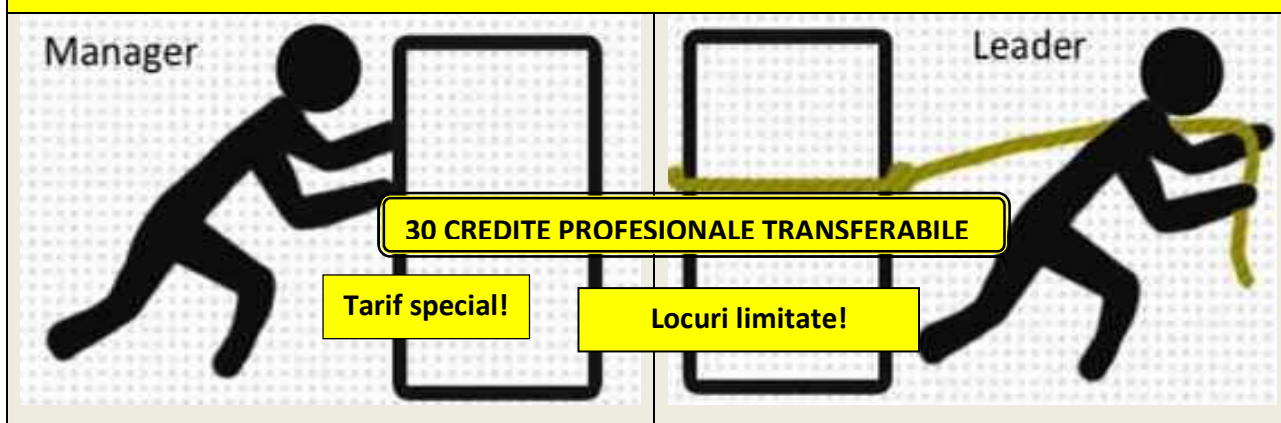 Manager
Leader
30 CREDITE PROFESIONALE TRANSFERABILE
Tarif special!
Locuri limitate!